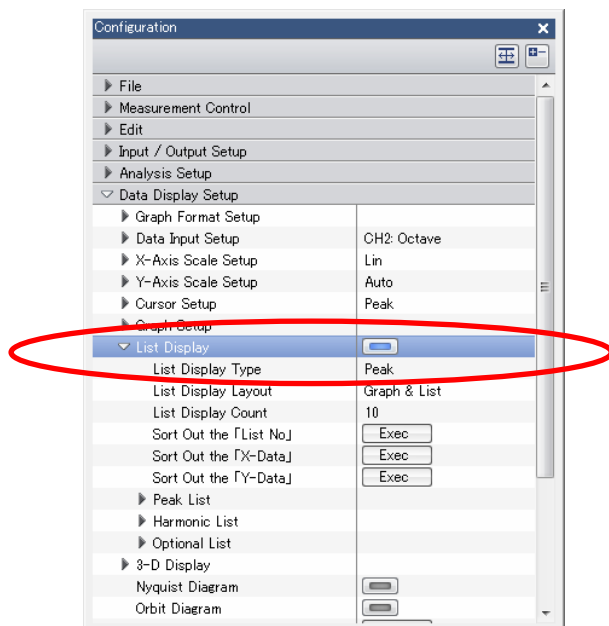 Configuration
File
Measurement Control
Edit
Input / Output Setup
Analysis Setup
Data Display Setup
Graph Format Setup
Data Input Setup CH2: Octave
X-Axis Scale Setup Lin
Y-Axis Scale Setup Auto
Cursor Setup Peak
Graph Setup
List Display
List Display Type Peak
List Display Layout Graph & List
List Display Count 10
Sort Out the「List No」 Exec
Sort Out the「X-Data」 Exec
Sort Out the「Y-Data」 Exec
Peak List
Harmonic List
Optional List
3-D Display
Nyquist Diagram
Orbit Diagram